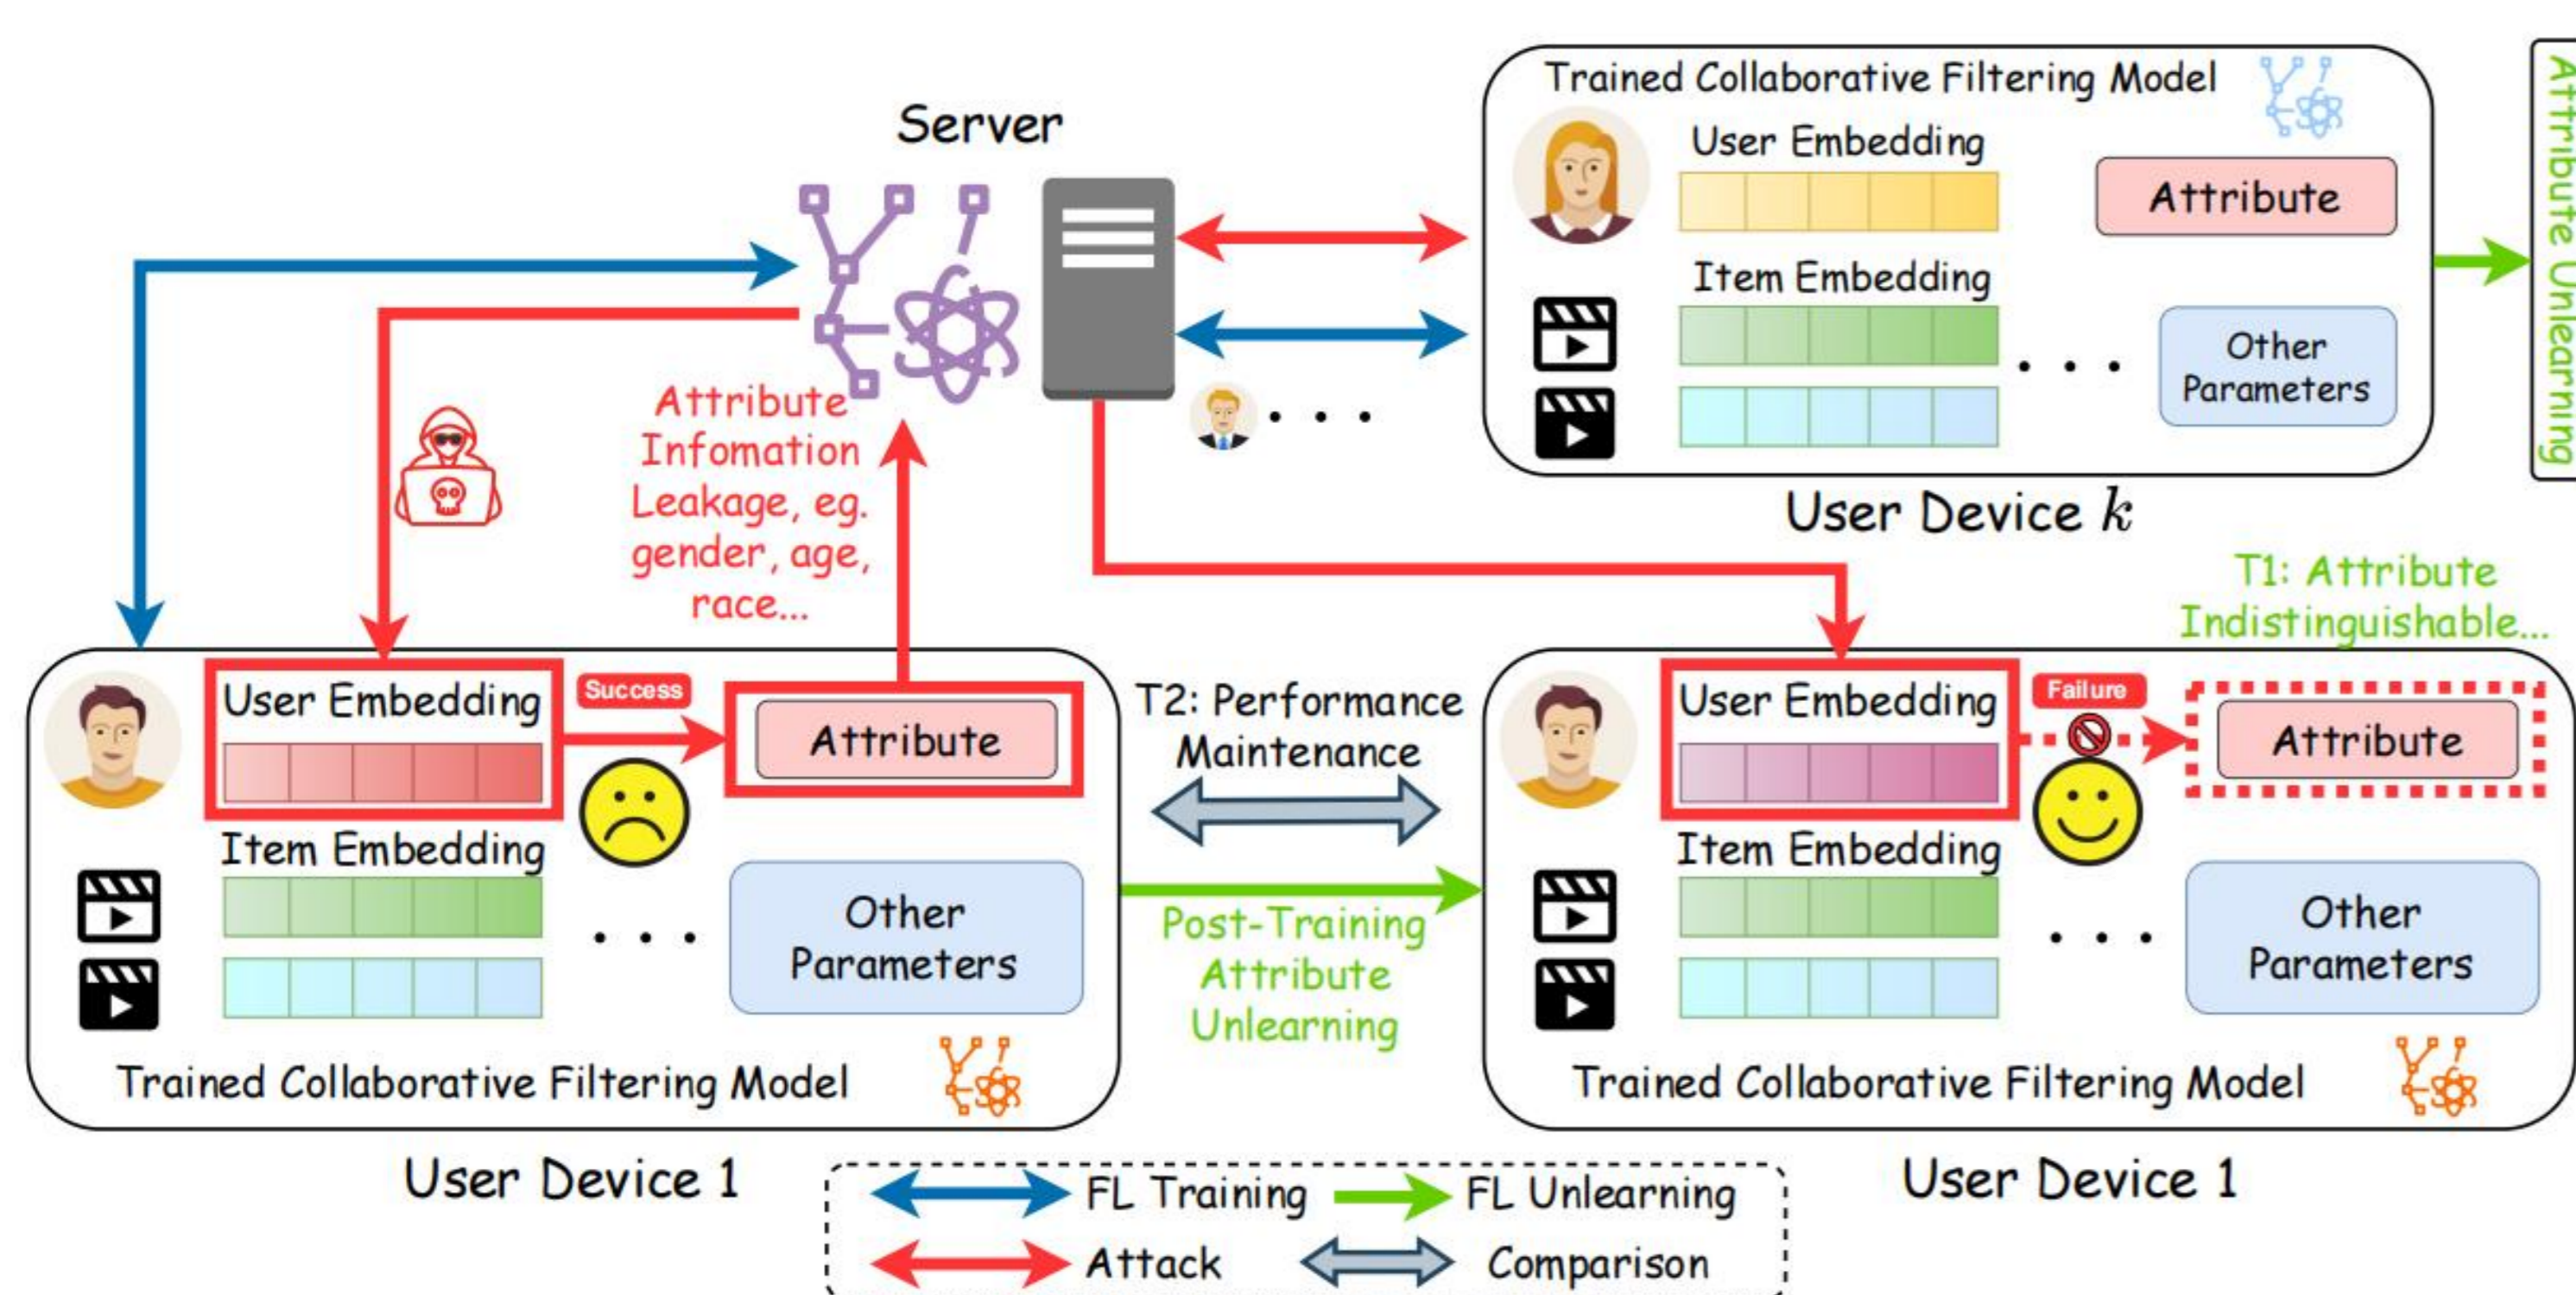 Server
Attribute
Infomation
Leakage, eg.
gender, age,
race...
Trained Collaborative Filtering Model
User Embedding
Attribute
Item Embedding
Other
Parameters
User Device k
Attribute Unlearning
T1: Attribute
Indistinguishable...
User Embedding
Success
Attribute
Item Embedding
Other
Parameters
Trained Collaborative Filtering Model
User Device 1
T2: Performance
Maintenance
Post-Training
Attribute
Unlearning
User Embedding
Failure
Attribute
Item Embedding
Other
Parameters
Trained Collaborative Filtering Model
User Device 1
FL Training
FL Unlearning
Attack
Comparison